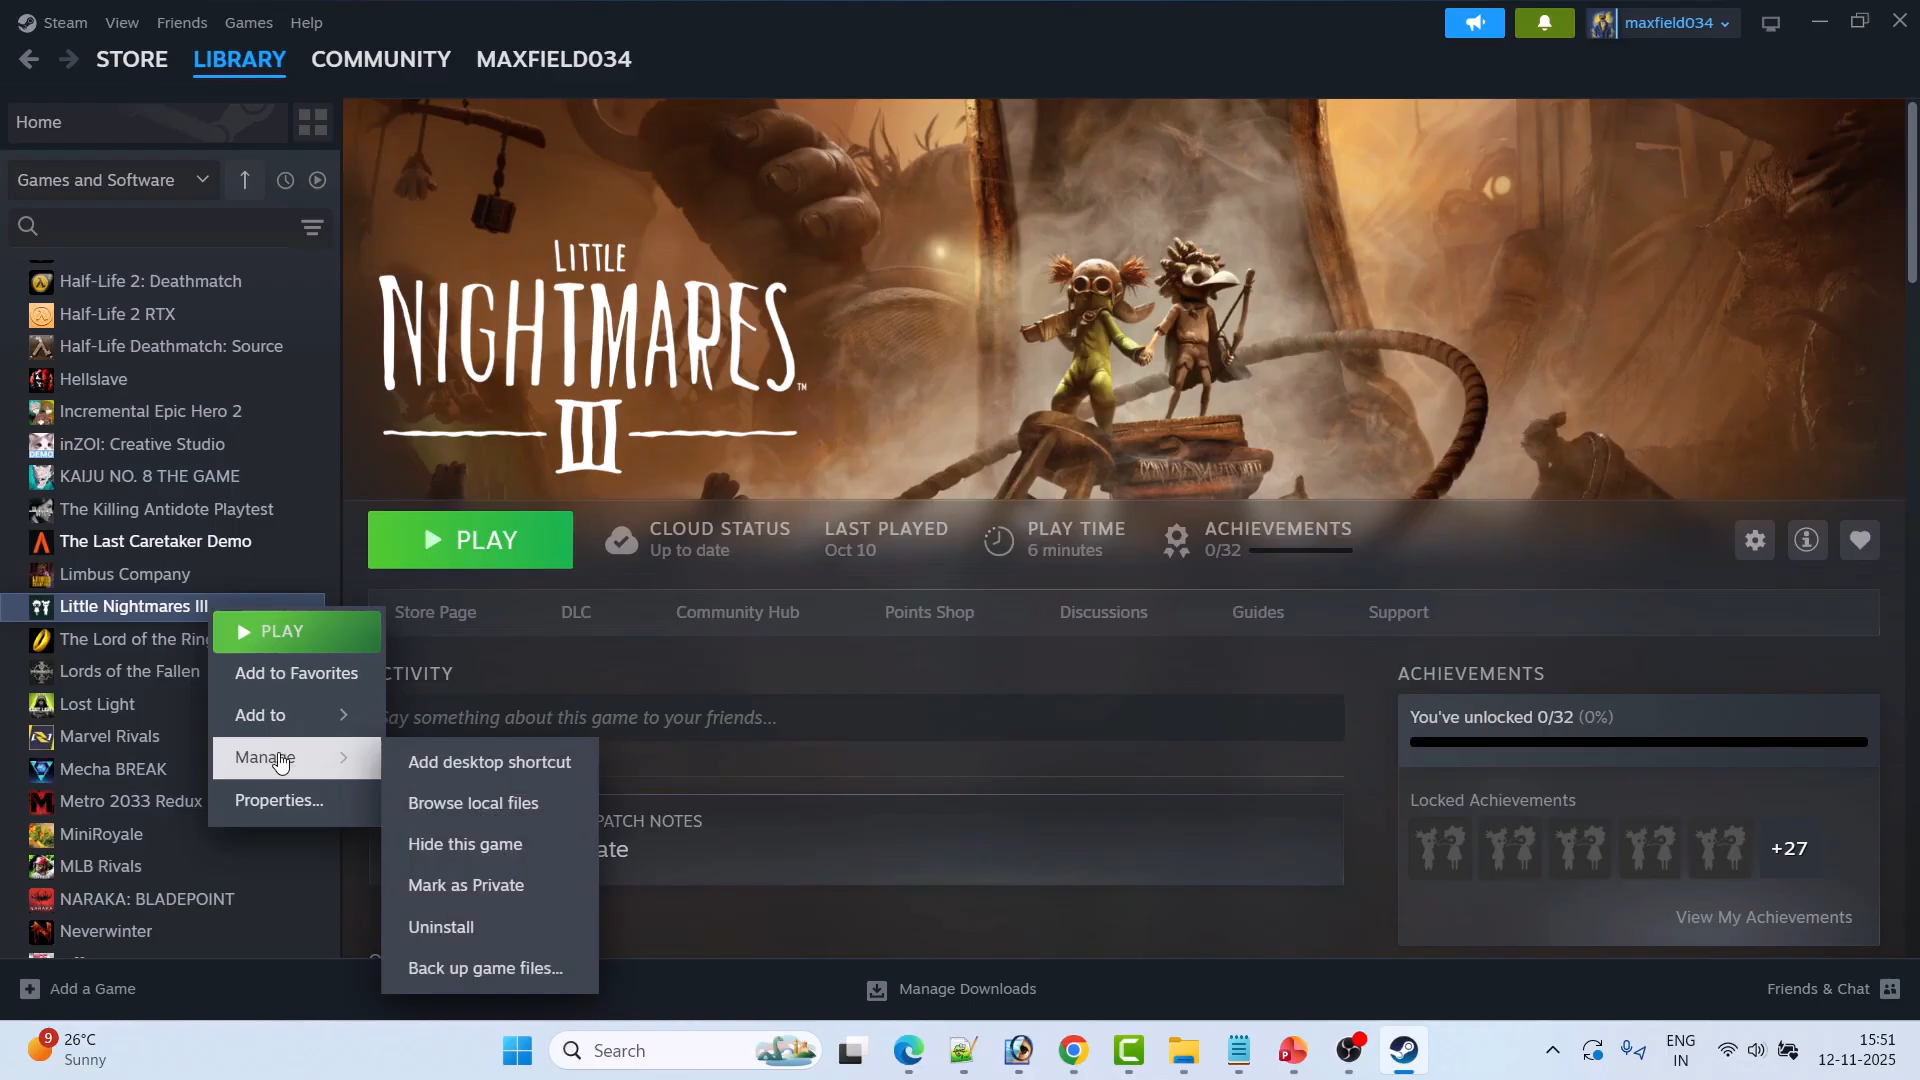 Steam View Friends Games Help
maxfield034
STORE LIBRARY COMMUNITY MAXFIELD034
Home
Games and Software
Half-Life 2: Deathmatch
Half-Life 2 RTX
Half-Life Deathmatch: Source
Hellslave
Incremental Epic Hero 2
inZOI: Creative Studio
DEMO
KAIJU NO. 8 THE GAME
The Killing Antidote Playtest
The Last Caretaker Demo
Limbus Company
Little Nightmares III
The Lord of the Ring
Lords of the Fallen
Lost Light
Marvel Rivals
Mecha BREAK
Metro 2033 Redux
MiniRoyale
MLB Rivals
NARAKA: BLADEPOINT
Neverwinter
PLAY
Add to Favorites
Add to
Manage
Properties...
Add desktop shortcut
Browse local files
Hide this game
Mark as Private
Uninstall
Back up game files...
LITTLE
NIGHTMARES™
III
PLAY
CLOUD STATUS
Up to date
LAST PLAYED
Oct 10
PLAY TIME
6 minutes
ACHIEVEMENTS
0/32
Store Page DLC Community Hub Points Shop Discussions Guides Support
CTIVITY
Say something about this game to your friends...
PATCH NOTES
ate
ACHIEVEMENTS
You've unlocked 0/32 (0%)
Locked Achievements
+27
View My Achievements
Add a Game
Manage Downloads
Friends & Chat
9
26°C
Sunny
Search
ENG
IN
15:51
12-11-2025